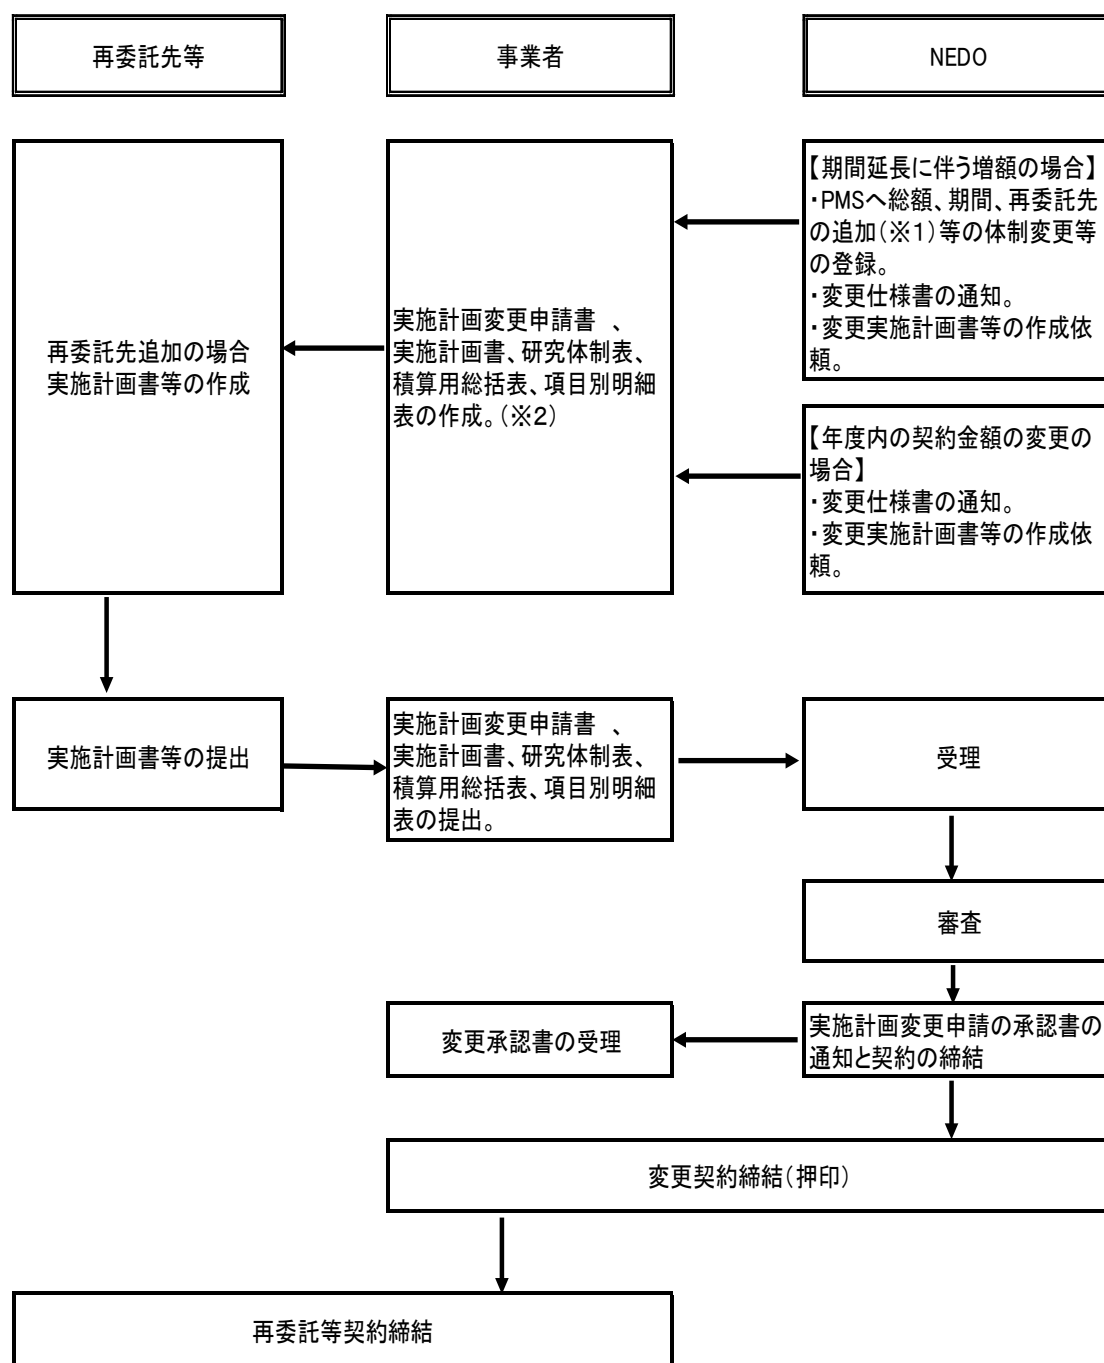 再委託先等
事業者
NEDO
【期間延長に伴う増額の場合】
・PMSへ総額、期間、再委託先
の追加(※1)等の体制変更等
の登録。
・変更仕様書の通知。
・変更実施計画書等の作成依
頼。
実施計画変更申請書 、
実施計画書、研究体制表、
積算用総括表、項目別明細
表の作成。(※2)
再委託先追加の場合
実施計画書等の作成
【年度内の契約金額の変更の
場合】
・変更仕様書の通知。
・変更実施計画書等の作成依
頼。
実施計画書等の提出
実施計画変更申請書 、
実施計画書、研究体制表、
積算用総括表、項目別明細
表の提出。
受理
審査
変更承認書の受理
実施計画変更申請の承認書の
通知と契約の締結
変更契約締結(押印)
再委託等契約締結